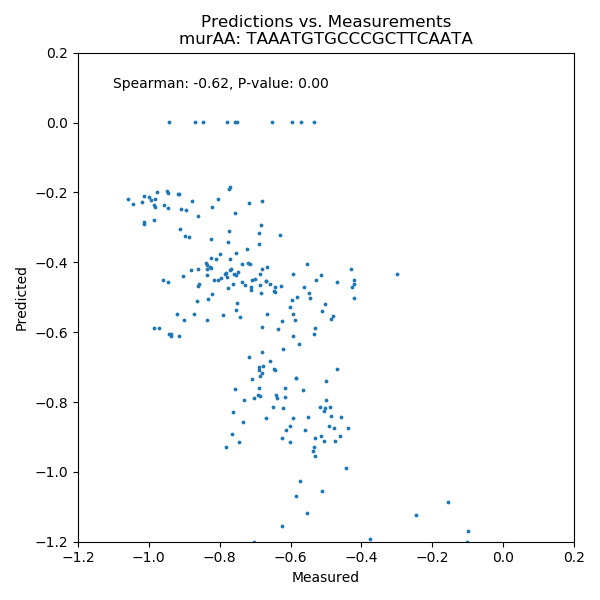 Predictions vs. Measurements
murAA: TAAATGTGCCCGCTTCAATA
Spearman: -0.62, P-value: 0.00
Predicted
0.2
0.0
−0.2
−0.4
−0.6
−0.8
−1.0
−1.2
−1.2 −1.0 −0.8 −0.6 −0.4 −0.2 0.0 0.2
Measured